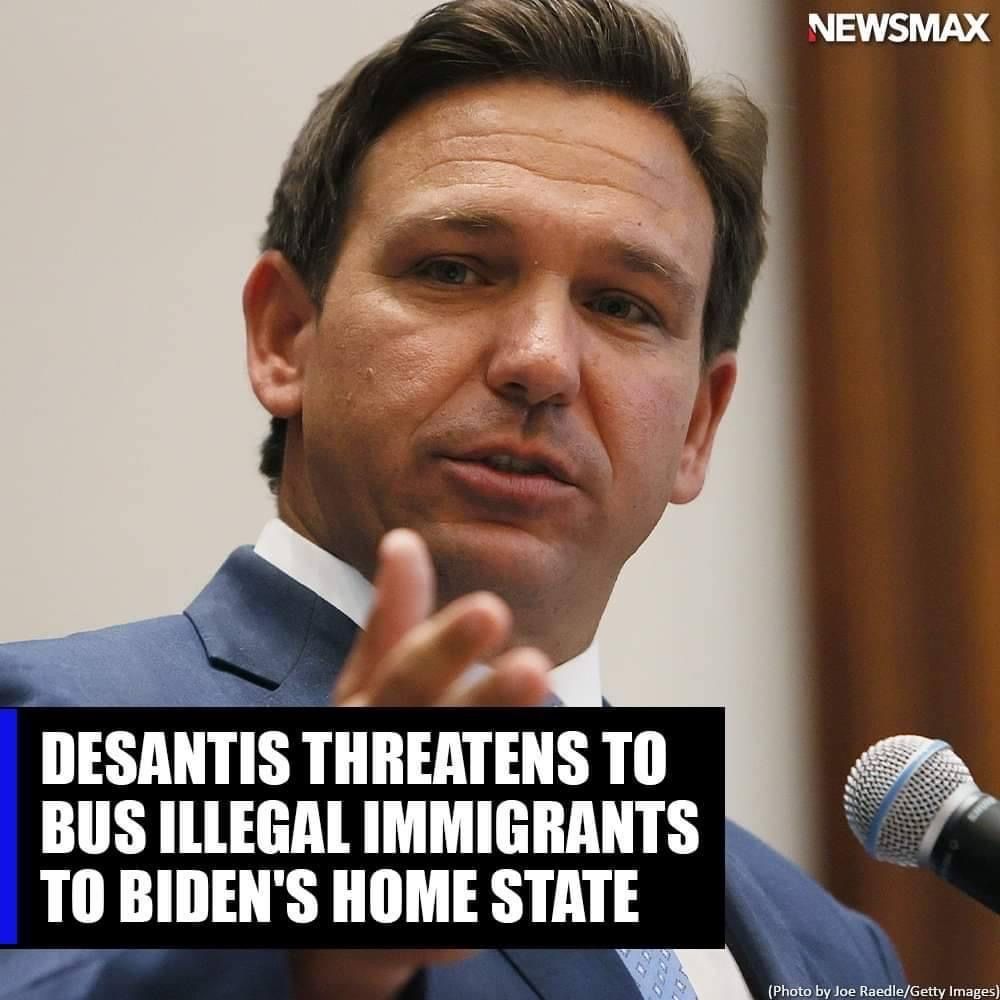 NEWSMAX
DESANTIS THREATENS TO
BUS ILLEGAL IMMIGRANTS
TO BIDEN'S HOME STATE
(Photo by Joe Raedle/Getty Images)